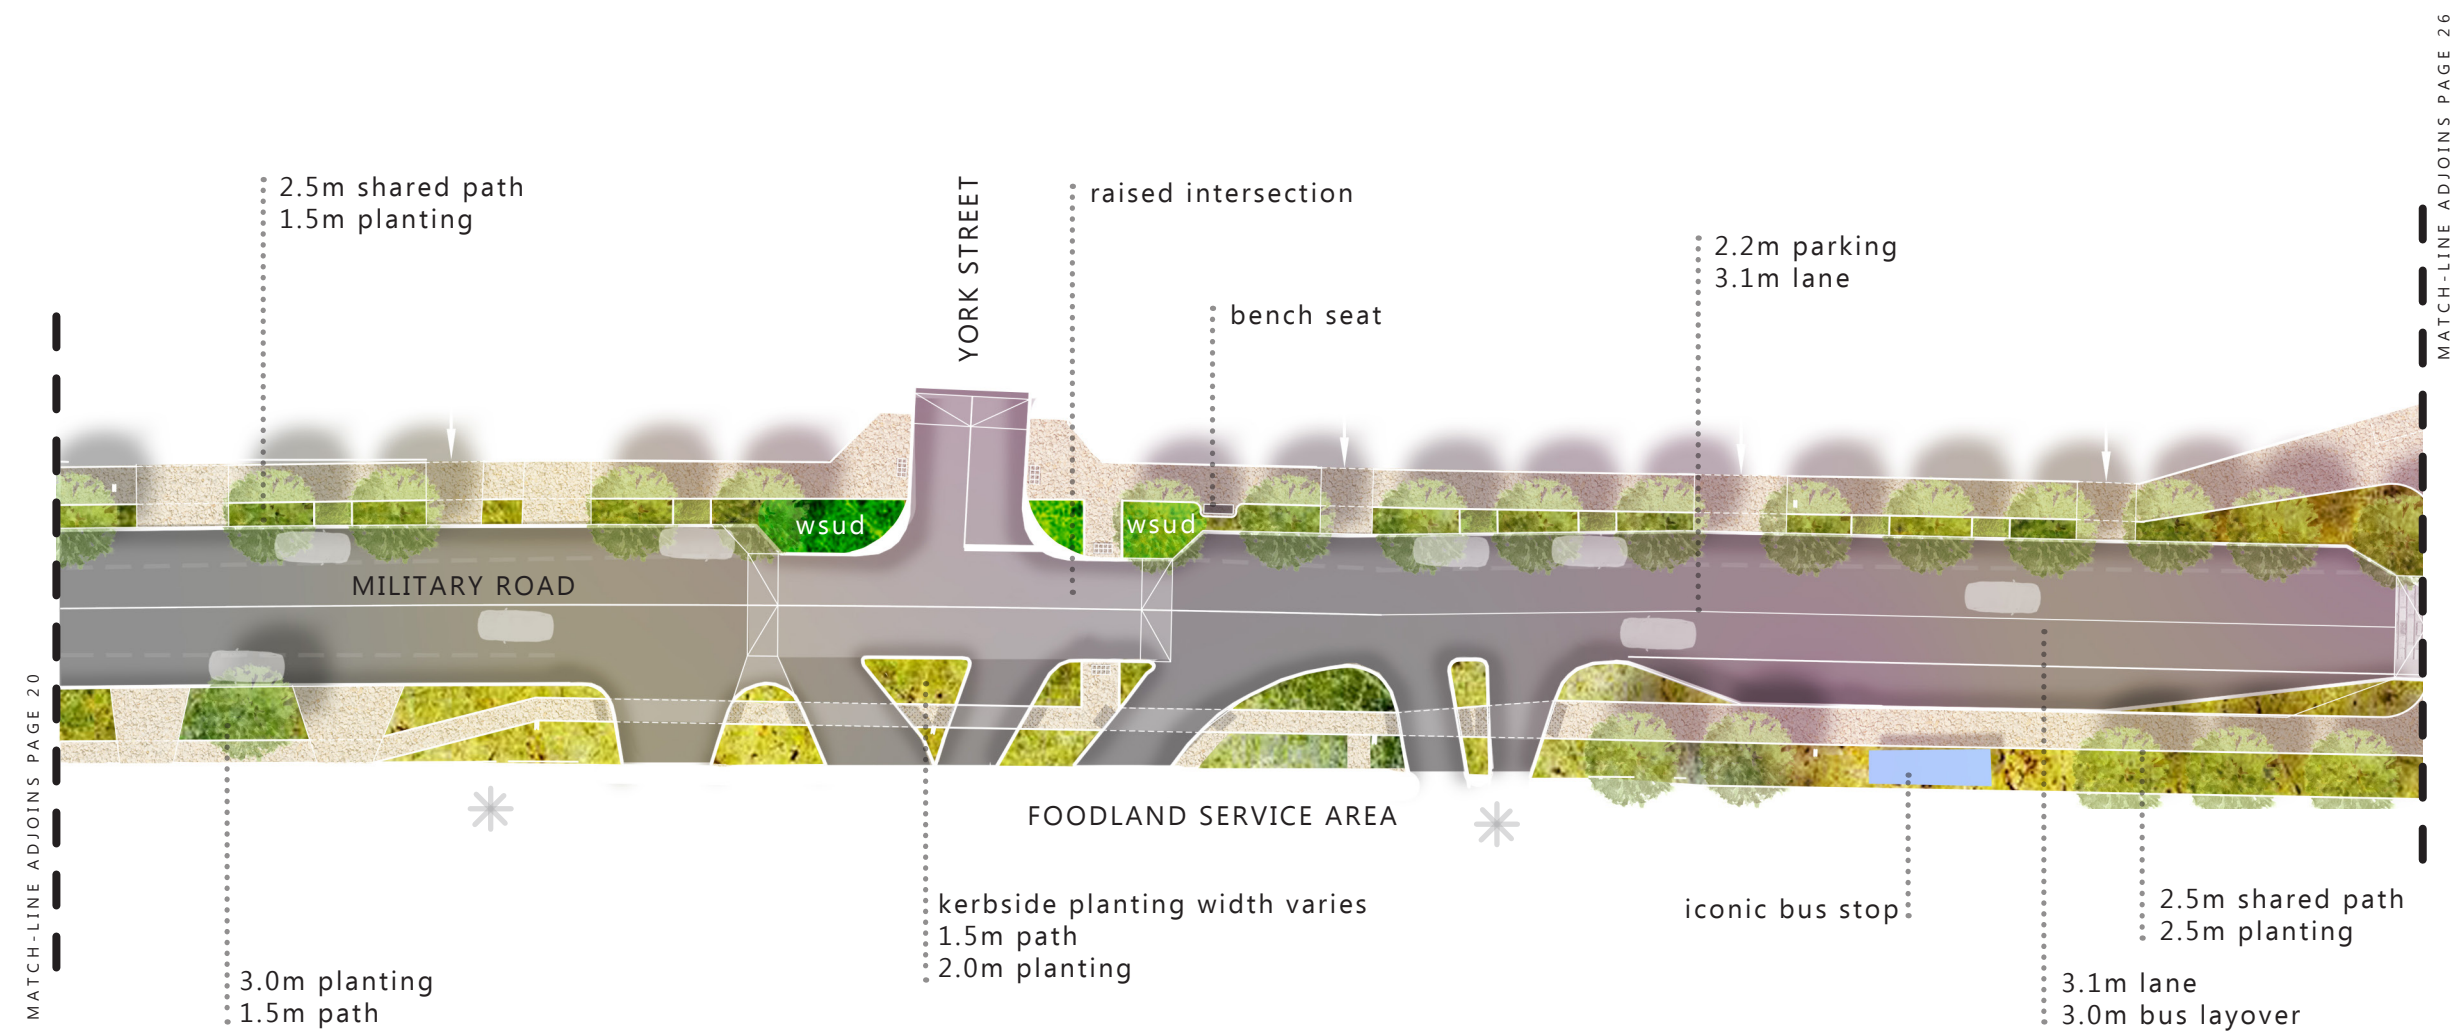 MATCH-LINE ADJOINS PAGE 26
2.5m shared path
1.5m planting
YORK STREET
raised intersection
2.2m parking
3.1m lane
bench seat
wsud
wsud
MILITARY ROAD
MATCH-LINE ADJOINS PAGE 20
FOODLAND SERVICE AREA
kerbside planting width varies
1.5m path
2.0m planting
iconic bus stop
2.5m shared path
2.5m planting
3.0m planting
1.5m path
3.1m lane
3.0m bus layover